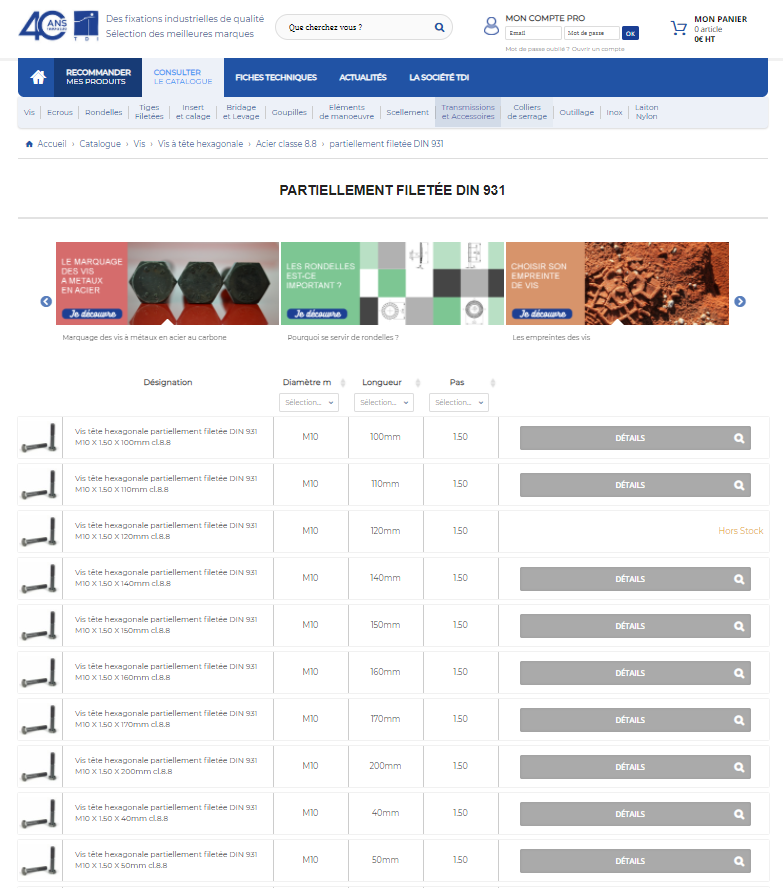 40 ANS
TDI
Des fixations industrielles de qualité
Sélection des meilleures marques
Que cherchez vous ?
MON COMPTE PRO
Email
Mot de passe
OK
Mot de passe oublié ? Ouvrir un compte
MON PANIER
0 article
0€ HT
RECOMMANDER
MES PRODUITS
CONSULTER
LE CATALOGUE
FICHES TECHNIQUES
ACTUALITÉS
LA SOCIÉTÉ TDI
Vis
Ecrous
Rondelles
Tiges
Filetées
Insert
et calage
Bridage
et Levage
Goupilles
Eléments
de manoeuvre
Scellement
Transmissions
et Accessoires
Colliers
de serrage
Outillage
Inox
Laiton
Nylon
Accueil › Catalogue › Vis › Vis à tête hexagonale › Acier classe 8.8 › partiellement filetée DIN 931
PARTIELLEMENT FILETÉE DIN 931
LE MARQUAGE
DES VIS
A METAUX
EN ACIER
Je découvre
Marquage des vis à métaux en acier au carbone
LES RONDELLES
EST-CE
IMPORTANT ?
Je découvre
Pourquoi se servir de rondelles ?
CHOISIR SON
EMPREINTE
DE VIS
Je découvre
Les empreintes des vis
Désignation
Diamètre m
Longueur
Pas
Sélection...
Sélection...
Sélection...
Vis tête hexagonale partiellement filetée DIN 931
M10 X 1.50 X 100mm cl.8.8
M10
100mm
1.50
DÉTAILS
Vis tête hexagonale partiellement filetée DIN 931
M10 X 1.50 X 110mm cl.8.8
M10
110mm
1.50
DÉTAILS
Vis tête hexagonale partiellement filetée DIN 931
M10 X 1.50 X 120mm cl.8.8
M10
120mm
1.50
Hors Stock
Vis tête hexagonale partiellement filetée DIN 931
M10 X 1.50 X 140mm cl.8.8
M10
140mm
1.50
DÉTAILS
Vis tête hexagonale partiellement filetée DIN 931
M10 X 1.50 X 150mm cl.8.8
M10
150mm
1.50
DÉTAILS
Vis tête hexagonale partiellement filetée DIN 931
M10 X 1.50 X 160mm cl.8.8
M10
160mm
1.50
DÉTAILS
Vis tête hexagonale partiellement filetée DIN 931
M10 X 1.50 X 170mm cl.8.8
M10
170mm
1.50
DÉTAILS
Vis tête hexagonale partiellement filetée DIN 931
M10 X 1.50 X 200mm cl.8.8
M10
200mm
1.50
DÉTAILS
Vis tête hexagonale partiellement filetée DIN 931
M10 X 1.50 X 40mm cl.8.8
M10
40mm
1.50
DÉTAILS
Vis tête hexagonale partiellement filetée DIN 931
M10 X 1.50 X 50mm cl.8.8
M10
50mm
1.50
DÉTAILS